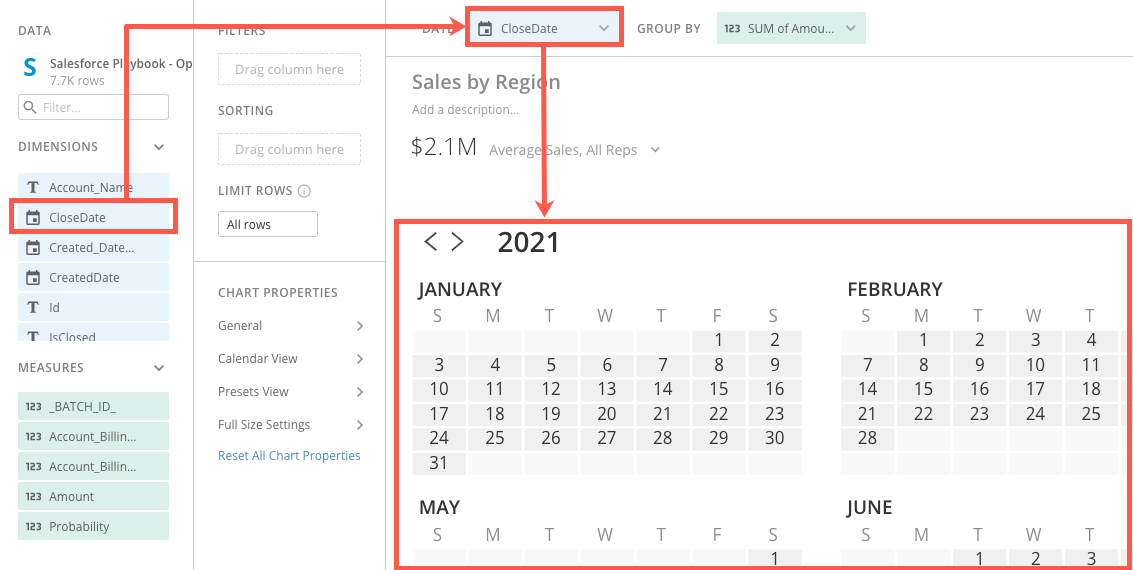 DATA
S
Salesforce Playbook - Op
7.7K rows
Filter...
DIMENSIONS
T Account_Name
CloseDate
Created_Date...
CreatedDate
T Id
T IsClosed
MEASURES
123 _BATCH_ID_
123 Account_Billin...
123 Account_Billin...
123 Amount
123 Probability
FILTERS
Drag column here
SORTING
Drag column here
LIMIT ROWS
All rows
CHART PROPERTIES
General
Calendar View
Presets View
Full Size Settings
Reset All Chart Properties
DATE CloseDate GROUP BY 123 SUM of Amou...
Sales by Region
Add a description...
$2.1M Average Sales, All Reps
2021
JANUARY
S M T W T F S
1 2
3 4 5 6 7 8 9
10 11 12 13 14 15 16
17 18 19 20 21 22 23
24 25 26 27 28 29 30
31
FEBRUARY
S M T W T
1 2 3 4
7 8 9 10 11
14 15 16 17 18
21 22 23 24 25
28
MAY
S M T W T F S
1
JUNE
S M T W T
1 2 3